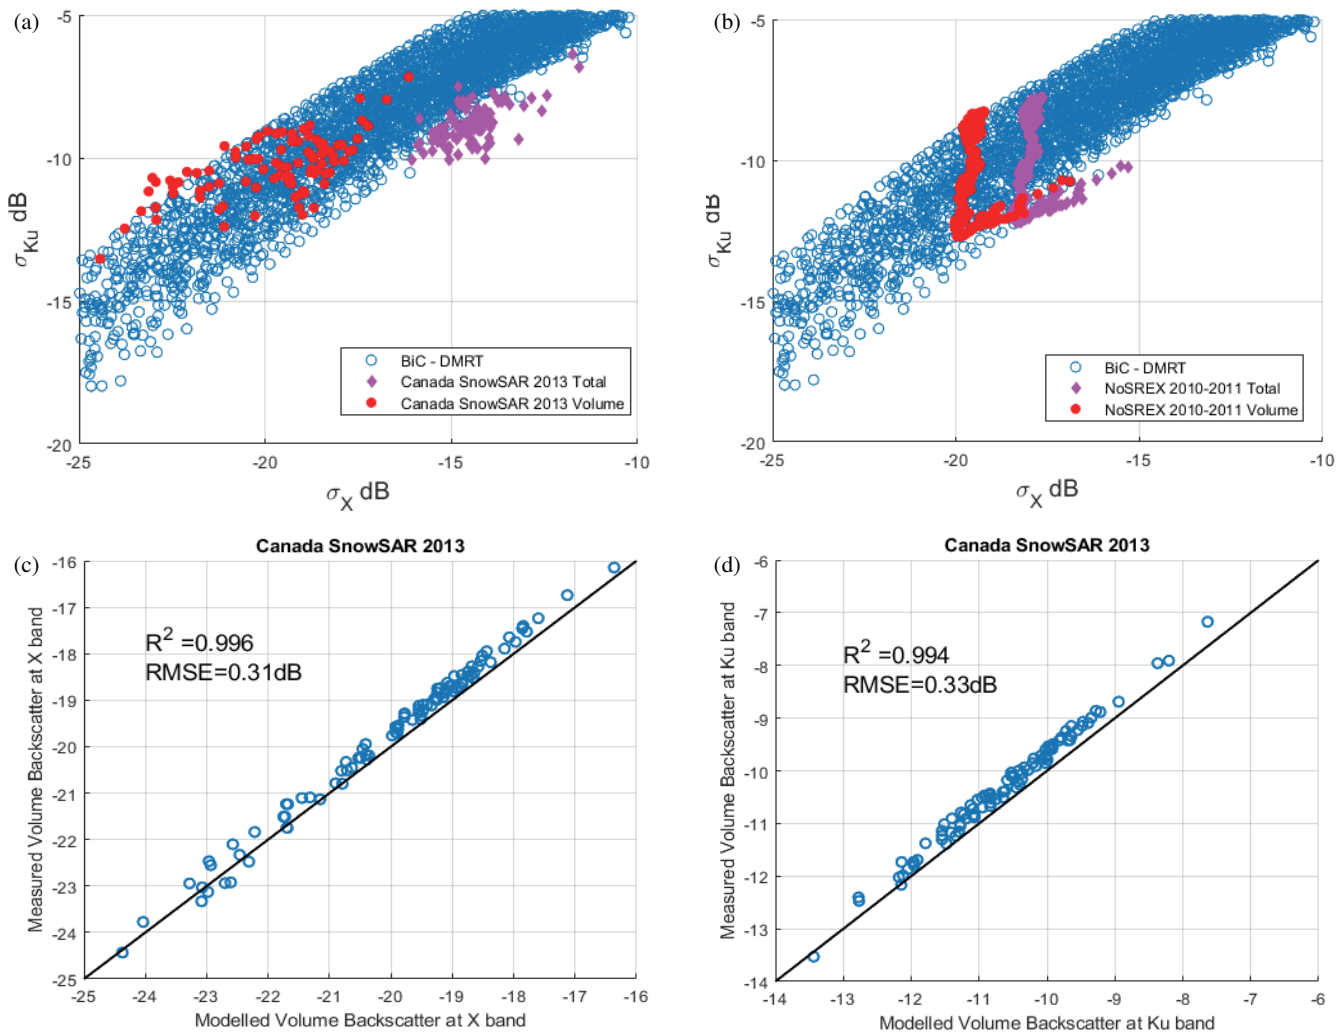 (a)
-5
-10
-15
-20
σKu dB
-25
-20
-15
-10
σX dB
BiC - DMRT
Canada SnowSAR 2013 Total
Canada SnowSAR 2013 Volume
(b)
-5
-10
-15
-20
σKu dB
-25
-20
-15
-10
σX dB
BiC - DMRT
NoSREX 2010-2011 Total
NoSREX 2010-2011 Volume
Canada SnowSAR 2013
(c)
-16
-17
-18
-19
-20
-21
-22
-23
-24
-25
Measured Volume Backscatter at X band
R2 =0.996
RMSE=0.31dB
-25
-24
-23
-22
-21
-20
-19
-18
-17
-16
Modelled Volume Backscatter at X band
Canada SnowSAR 2013
(d)
-6
-7
-8
-9
-10
-11
-12
-13
-14
Measured Volume Backscatter at Ku band
R2 =0.994
RMSE=0.33dB
-14
-13
-12
-11
-10
-9
-8
-7
-6
Modelled Volume Backscatter at Ku band